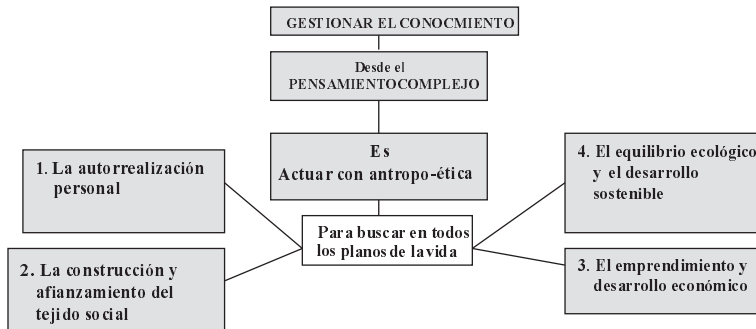 GESTIONAR EL CONOCMIENTO
Desde el
PENSAMIENTOCOMPLEJO
Es
Actuar con antropo-ética
Para buscar en todos
los planos de la vida
1. La autorrealización
personal
2. La construcción y
afianzamiento del
tejido social
4. El equilibrio ecológico
y el desarrollo
sostenible
3. El emprendimiento y
desarrollo económico